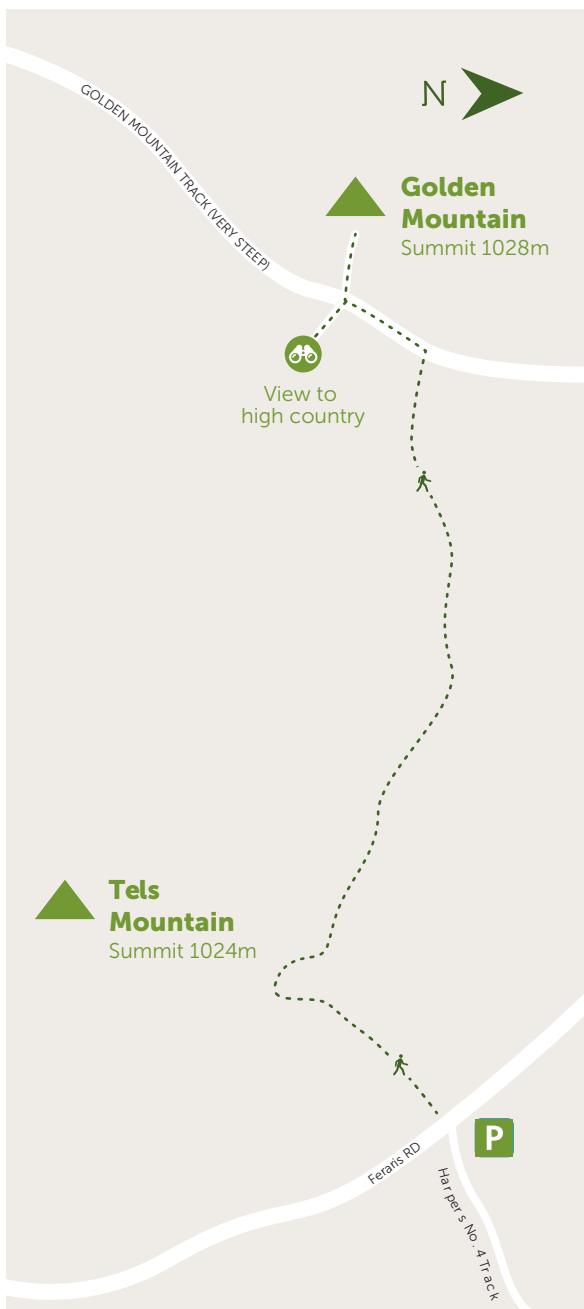 GOLDEN MOUNTAIN TRACK (VERY STEEP)
N
Golden
Mountain
Summit 1028m
View to
high country
Tels
Mountain
Summit 1024m
P
Feraris RD
Harpers No. 4 Track